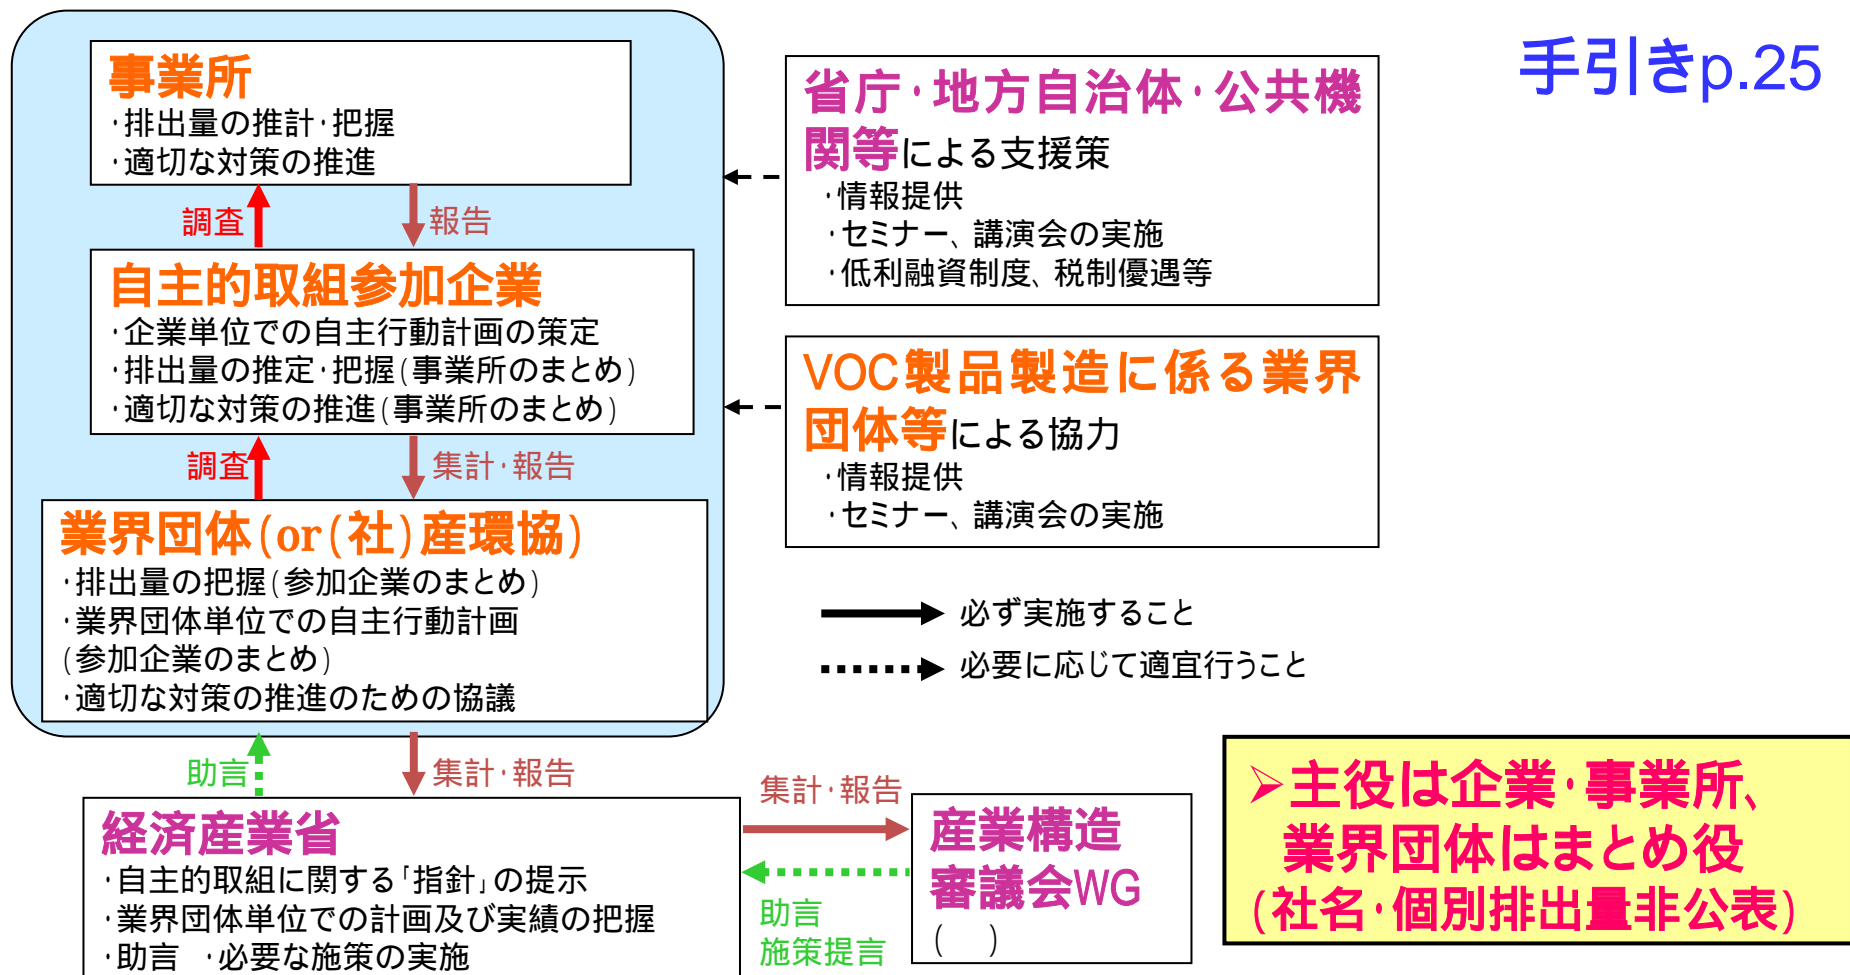 手引きp.25
事業所
·排出量の推計·把握
·適切な対策の推進
調査
報告
自主的取組参加企業
·企業単位での自主行動計画の策定
·排出量の推定·把握(事業所のまとめ)
·適切な対策の推進(事業所のまとめ)
調査
集計·報告
業界団体(or(社)産環協)
·排出量の把握(参加企業のまとめ)
·業界団体単位での自主行動計画
(参加企業のまとめ)
·適切な対策の推進のための協議
助言
集計·報告
経済産業省
·自主的取組に関する「指針」の提示
·業界団体単位での計画及び実績の把握
·助言 ·必要な施策の実施
集計·報告
助言
施策提言
産業構造
審議会WG
( )
省庁·地方自治体·公共機
関等による支援策
·情報提供
·セミナー、講演会の実施
·低利融資制度、税制優遇等
VOC製品製造に係る業界
団体等による協力
·情報提供
·セミナー、講演会の実施
必ず実施すること
必要に応じて適宜行うこと
➢主役は企業·事業所、
業界団体はまとめ役
(社名·個別排出量非公表)